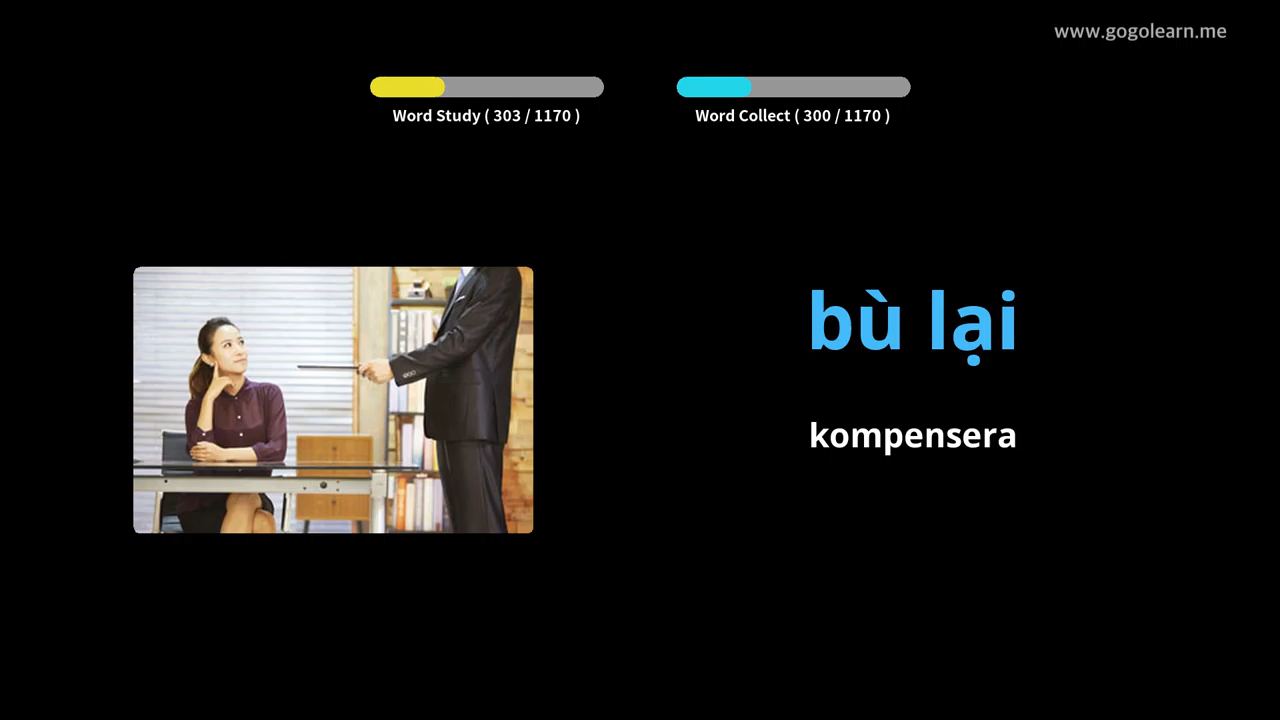 www.gogolearn.me
Word Study ( 303 / 1170 )
Word Collect ( 300 / 1170 )
bù lại
kompensera